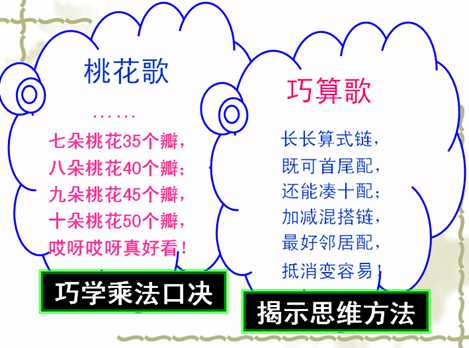 桃花歌
……
七朵桃花35个瓣，
八朵桃花40个瓣；
九朵桃花45个瓣，
十朵桃花50个瓣，
哎呀哎呀真好看！
巧学乘法口决
巧算歌
长长算式链，
既可首尾配，
还能凑十配；
加减混搭链，
最好邻居配，
抵消变容易；
揭示思维方法